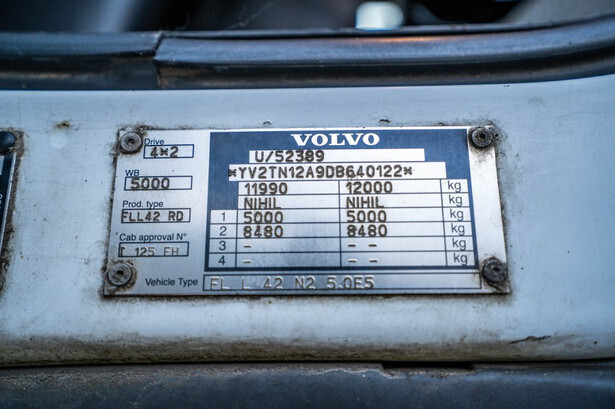 Drive
4*2
WB
5000
Prod. type
FLL42 RD
Cab approval N°
T 125 FH
VOLVO
U/52389
*YV2TN12A9DB640122*
11990 12000 kg
NIHIL NIHIL kg
1 5000 5000 kg
2 8480 8480 kg
3 – – kg
4 – – kg
Vehicle Type FL L 42 N2 5.0E5